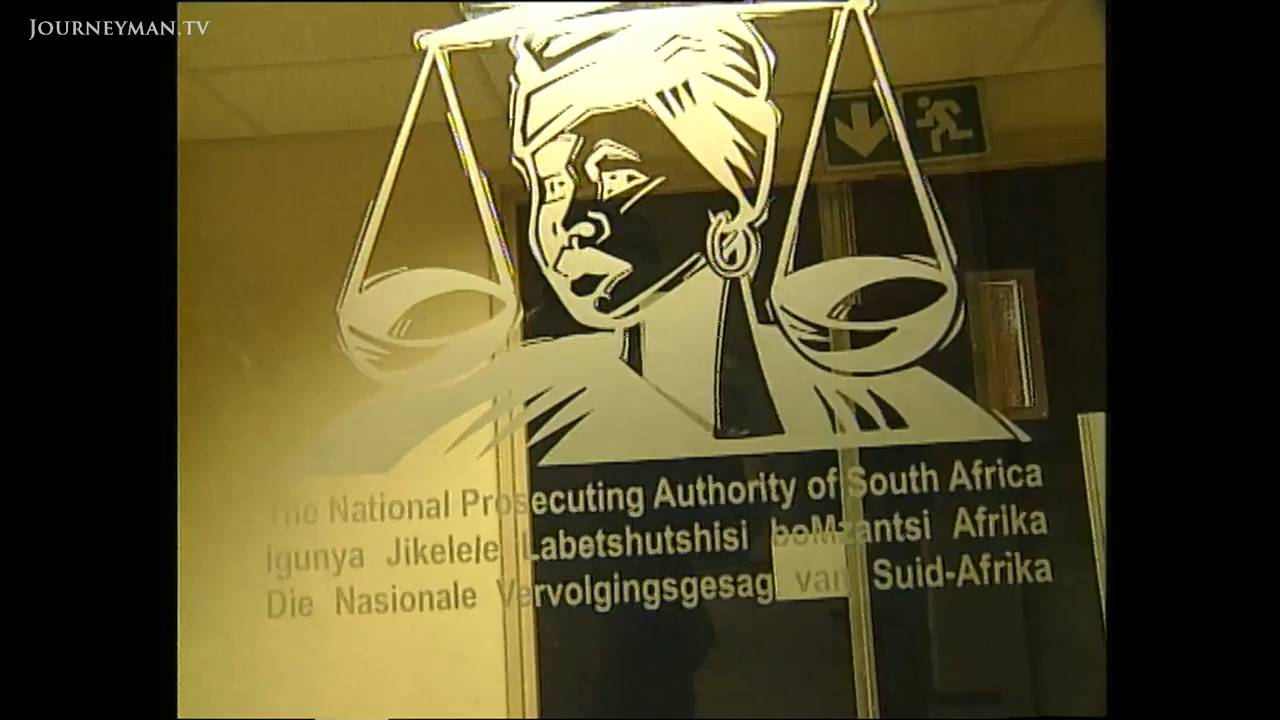 JOURNEYMAN.TV
The National Prosecuting Authority of South Africa
Igunya Jikelele Labetshutshisi boMzantsi Afrika
Die Nasionale Vervolgingsgesag van Suid-Afrika